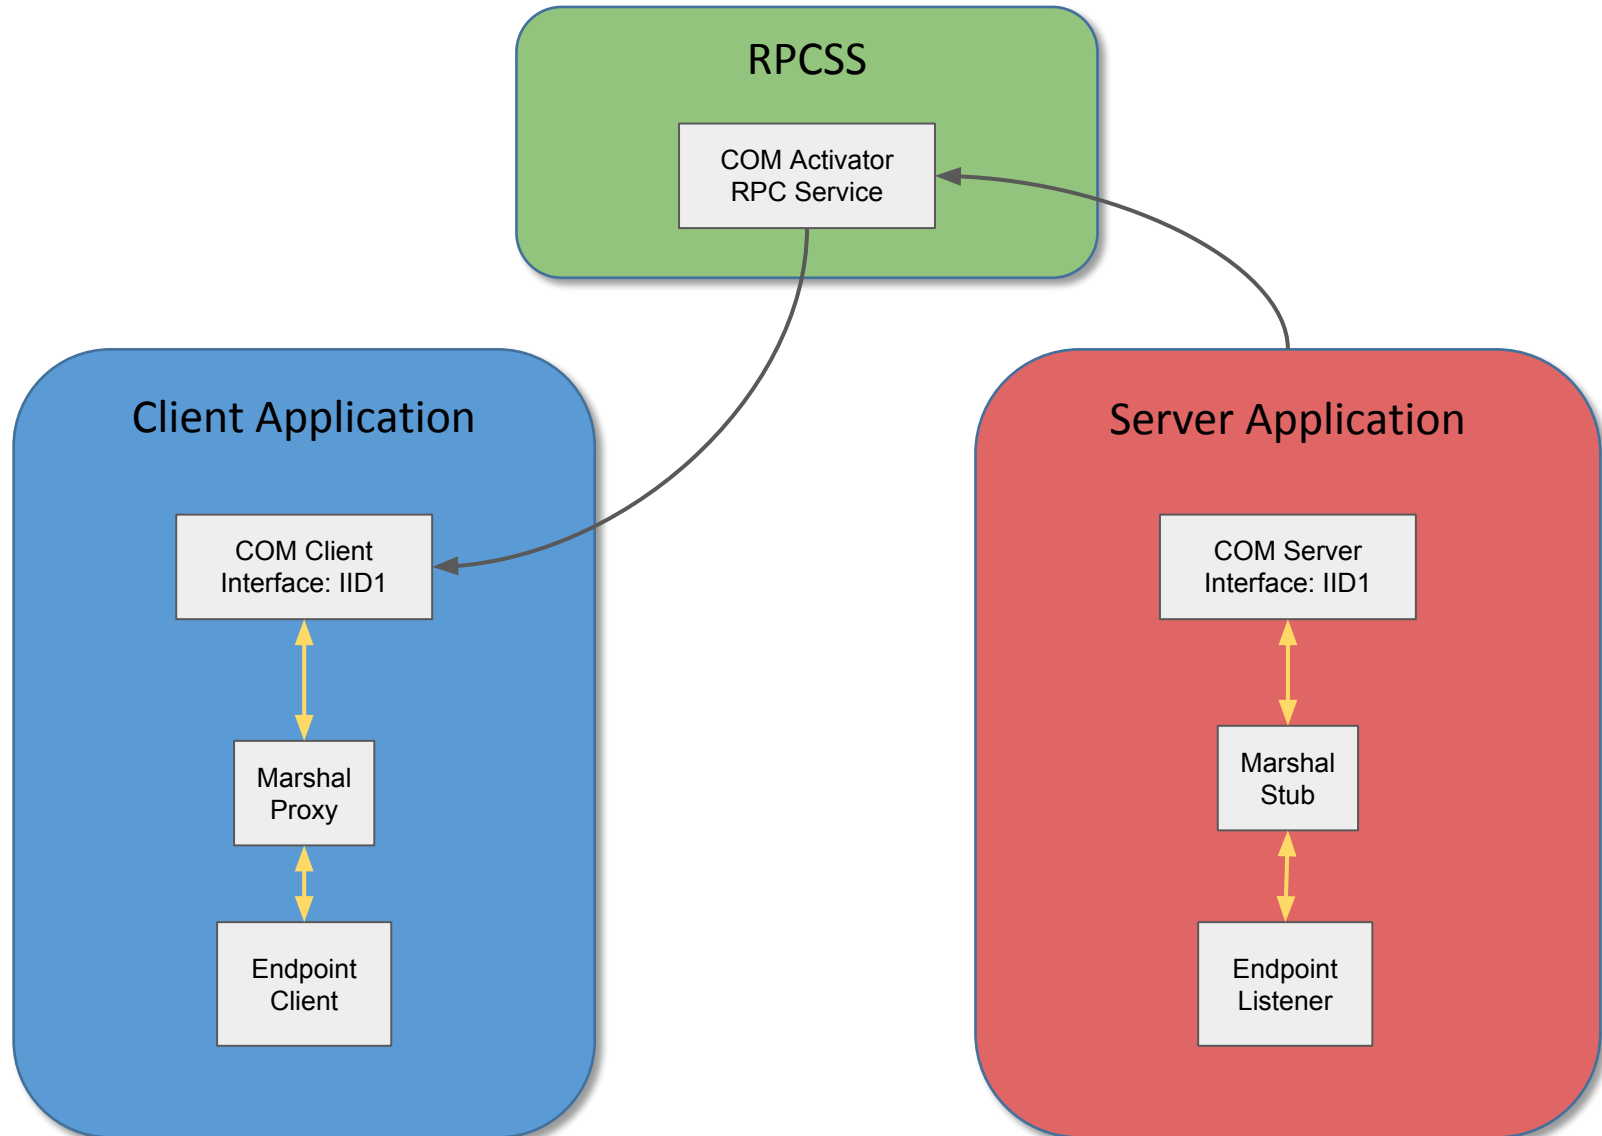 RPCSS
COM Activator
RPC Service
Client Application
COM Client
Interface: IID1
Marshal
Proxy
Endpoint
Client
Server Application
COM Server
Interface: IID1
Marshal
Stub
Endpoint
Listener